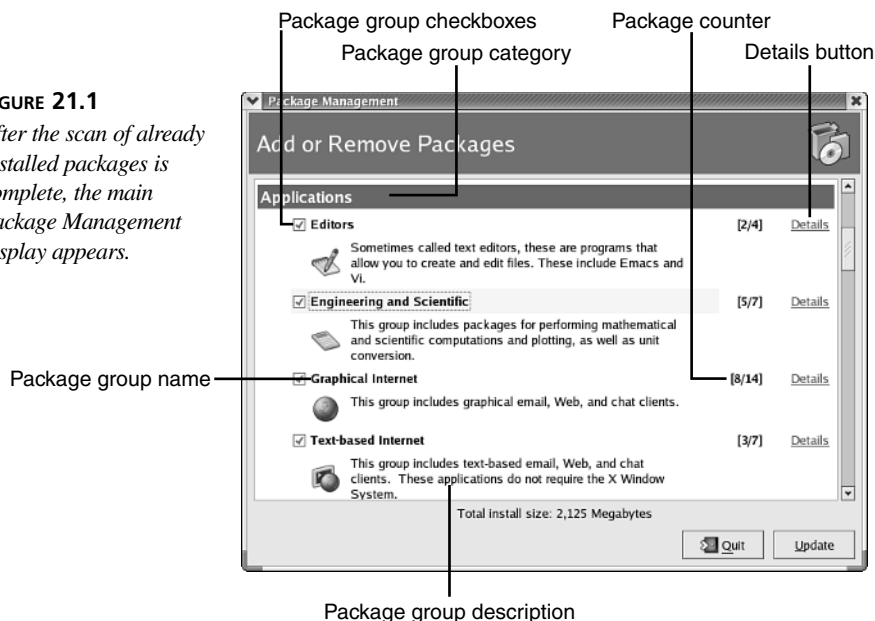 Package group checkboxes
Package counter
Package group category
Details button
GURE 21.1
fter the scan of already
stalled packages is
omplete, the main
ackage Management
splay appears.
Package Management
Add or Remove Packages
Applications
Editors [2/4] Details
Sometimes called text editors, these are programs that
allow you to create and edit files. These include Emacs and
Vi.
Engineering and Scientific [5/7] Details
This group includes packages for performing mathematical
and scientific computations and plotting, as well as unit
conversion.
Package group name
Graphical Internet [8/14] Details
This group includes graphical email, Web, and chat clients.
Text-based Internet [3/7] Details
This group includes text-based email, Web, and chat
clients. These applications do not require the X Window
System.
Total install size: 2,125 Megabytes
Quit
Update
Package group description